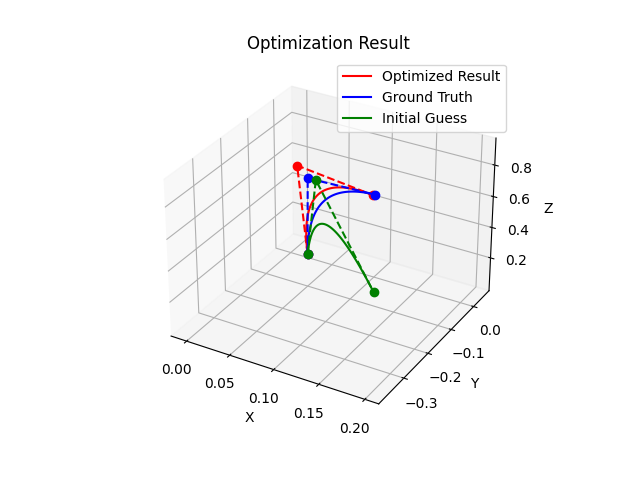 Optimization Result
Optimized Result
Ground Truth
Initial Guess
0.8
0.6
0.4
0.2
Z
0.0
−0.1
−0.2
−0.3
Y
0.00
0.05
0.10
0.15
0.20
X